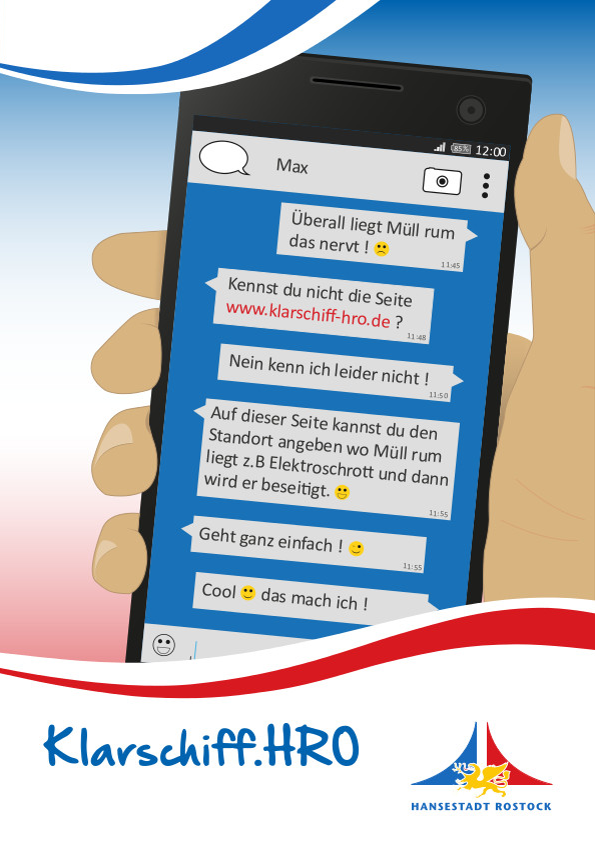 85% 12:00
Max
Überall liegt Müll rum
das nervt !
11:45
Kennst du nicht die Seite
www.klarschiff-hro.de ?
11:48
Nein kenn ich leider nicht !
11:50
Auf dieser Seite kannst du den
Standort angeben wo Müll rum
liegt z.B Elektroschrott und dann
wird er beseitigt.
11:55
Geht ganz einfach !
11:55
Cool das mach ich !
Klarschiff.HRO
HANSESTADT ROSTOCK